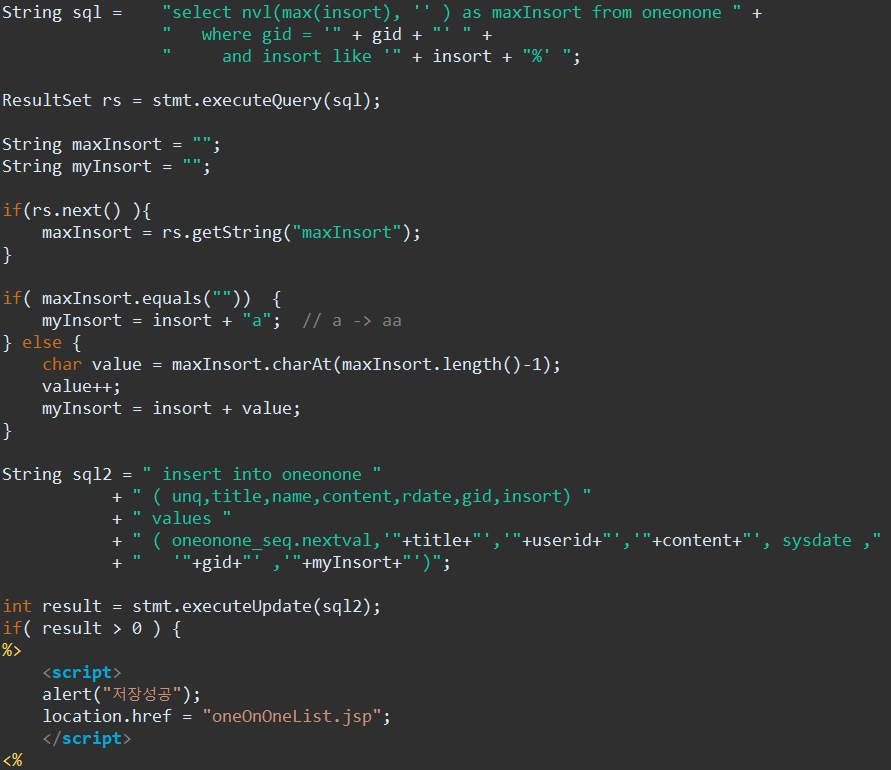 String sql =    "select nvl(max(insort), '' ) as maxInsort from oneonone " +
"   where gid = '" + gid + "' " +
"     and insort like '" + insort + "%' ";
ResultSet rs = stmt.executeQuery(sql);
String maxInsort = "";
String myInsort = "";
if(rs.next() ){
maxInsort = rs.getString("maxInsort");
}
if( maxInsort.equals(""))  {
myInsort = insort + "a";  // a -> aa
} else {
char value = maxInsort.charAt(maxInsort.length()-1);
value++;
myInsort = insort + value;
}
String sql2 = " insert into oneonone "
+ " ( unq,title,name,content,rdate,gid,insort) "
+ " values "
+ " ( oneonone_seq.nextval,'"+title+"','"+userid+"','"+content+"', sysdate ,"
+ "   '"+gid+"' ,'"+myInsort+"')";
int result = stmt.executeUpdate(sql2);
if( result > 0 ) {
%>
<script>
alert("저장성공");
location.href = "oneOnOneList.jsp";
</script>
<%